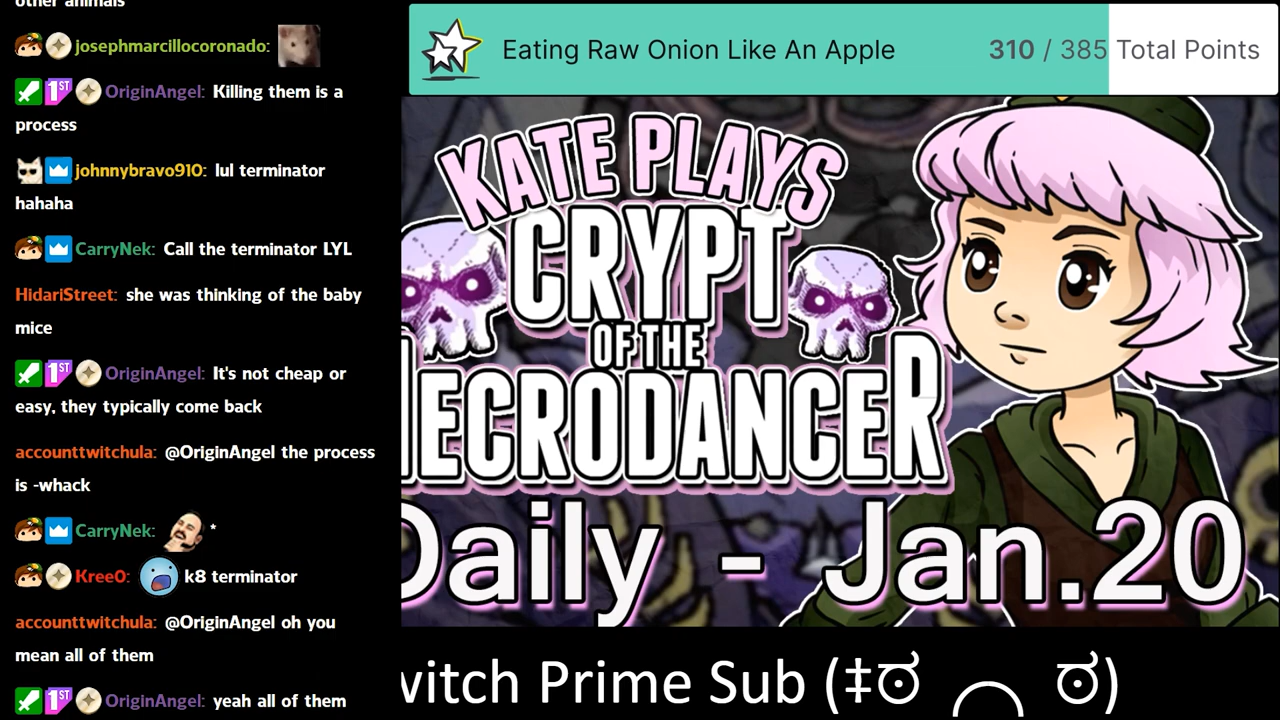 other animals
josephmarcillocoronado:
1ST OriginAngel: Killing them is a
process
johnnybravo910: lul terminator
hahaha
CarryNek: Call the terminator LYL
HidariStreet: she was thinking of the baby
mice
1ST OriginAngel: It's not cheap or
easy, they typically come back
accounttwitchula: @OriginAngel the process
is -whack
CarryNek: *
Kree0: k8 terminator
accounttwitchula: @OriginAngel oh you
mean all of them
1ST OriginAngel: yeah all of them
Eating Raw Onion Like An Apple 310 / 385 Total Points
KATE PLAYS
CRYPT
OF THE
NECRODANCER
Daily - Jan.20
witch Prime Sub (‡ಠ ⁀ ಠ)